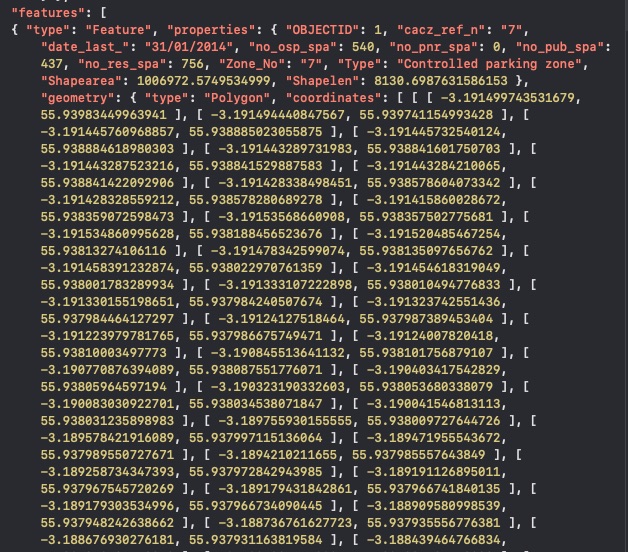 "features": [
{ "type": "Feature", "properties": { "OBJECTID": 1, "cacz_ref_n": "7",
"date_last_": "31/01/2014", "no_osp_spa": 540, "no_pnr_spa": 0, "no_pub_spa":
437, "no_res_spa": 756, "Zone_No": "7", "Type": "Controlled parking zone",
"Shapearea": 1006972.5749534999, "Shapelen": 8130.6987631586153 },
"geometry": { "type": "Polygon", "coordinates": [ [ [ -3.191499743531679,
55.93983449963941 ], [ -3.191494440847567, 55.939741154993428 ], [
-3.191445760968857, 55.938885023055875 ], [ -3.191445732540124,
55.938884618980303 ], [ -3.191443289731983, 55.938841601750703 ], [
-3.191443287523216, 55.938841529887583 ], [ -3.191443284210065,
55.938841422092906 ], [ -3.191428338498451, 55.938578604073342 ], [
-3.191428328559212, 55.938578280689278 ], [ -3.191415860028672,
55.938359072598473 ], [ -3.19153568660908, 55.938357502775681 ], [
-3.191534860995628, 55.938188456523676 ], [ -3.191520485467254,
55.93813274106116 ], [ -3.191478342599074, 55.938135097656762 ], [
-3.191458391232874, 55.938022970761359 ], [ -3.191454618319049,
55.938001783289934 ], [ -3.191333107222898, 55.938010494776833 ], [
-3.191330155198651, 55.937984240507674 ], [ -3.191323742551436,
55.937984464127297 ], [ -3.19124127518464, 55.937987389453404 ], [
-3.191223979781765, 55.937986675749471 ], [ -3.19124007820418,
55.93810003497773 ], [ -3.190845513641132, 55.938101756879107 ], [
-3.190770876394089, 55.938087551776071 ], [ -3.190403417542829,
55.93805964597194 ], [ -3.190323190332603, 55.938053680338079 ], [
-3.190083030922701, 55.938034538071847 ], [ -3.190041546813113,
55.938031235898983 ], [ -3.189755930155555, 55.938009727644726 ], [
-3.189578421916089, 55.937997115136064 ], [ -3.189471955543672,
55.937989550727671 ], [ -3.1894210211655, 55.937985557643849 ], [
-3.189258734347393, 55.937972842943985 ], [ -3.189191126895011,
55.937967545720269 ], [ -3.189179431842861, 55.937966741840135 ], [
-3.189179303534996, 55.937966734090445 ], [ -3.188909580998539,
55.937948242638662 ], [ -3.188736761627723, 55.937935556776381 ], [
-3.188676930276181, 55.937931163819584 ], [ -3.188439464766834,